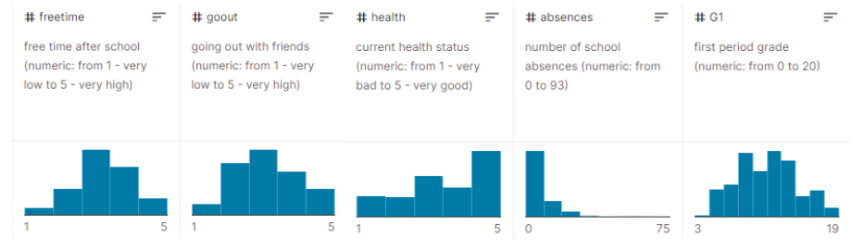 # freetime
free time after school
(numeric: from 1 - very
low to 5 - very high)
1 5
# goout
going out with friends
(numeric: from 1 - very
low to 5 - very high)
1 5
# health
current health status
(numeric: from 1 - very
bad to 5 - very good)
1 5
# absences
number of school
absences (numeric: from
0 to 93)
0 75
# G1
first period grade
(numeric: from 0 to 20)
3 19